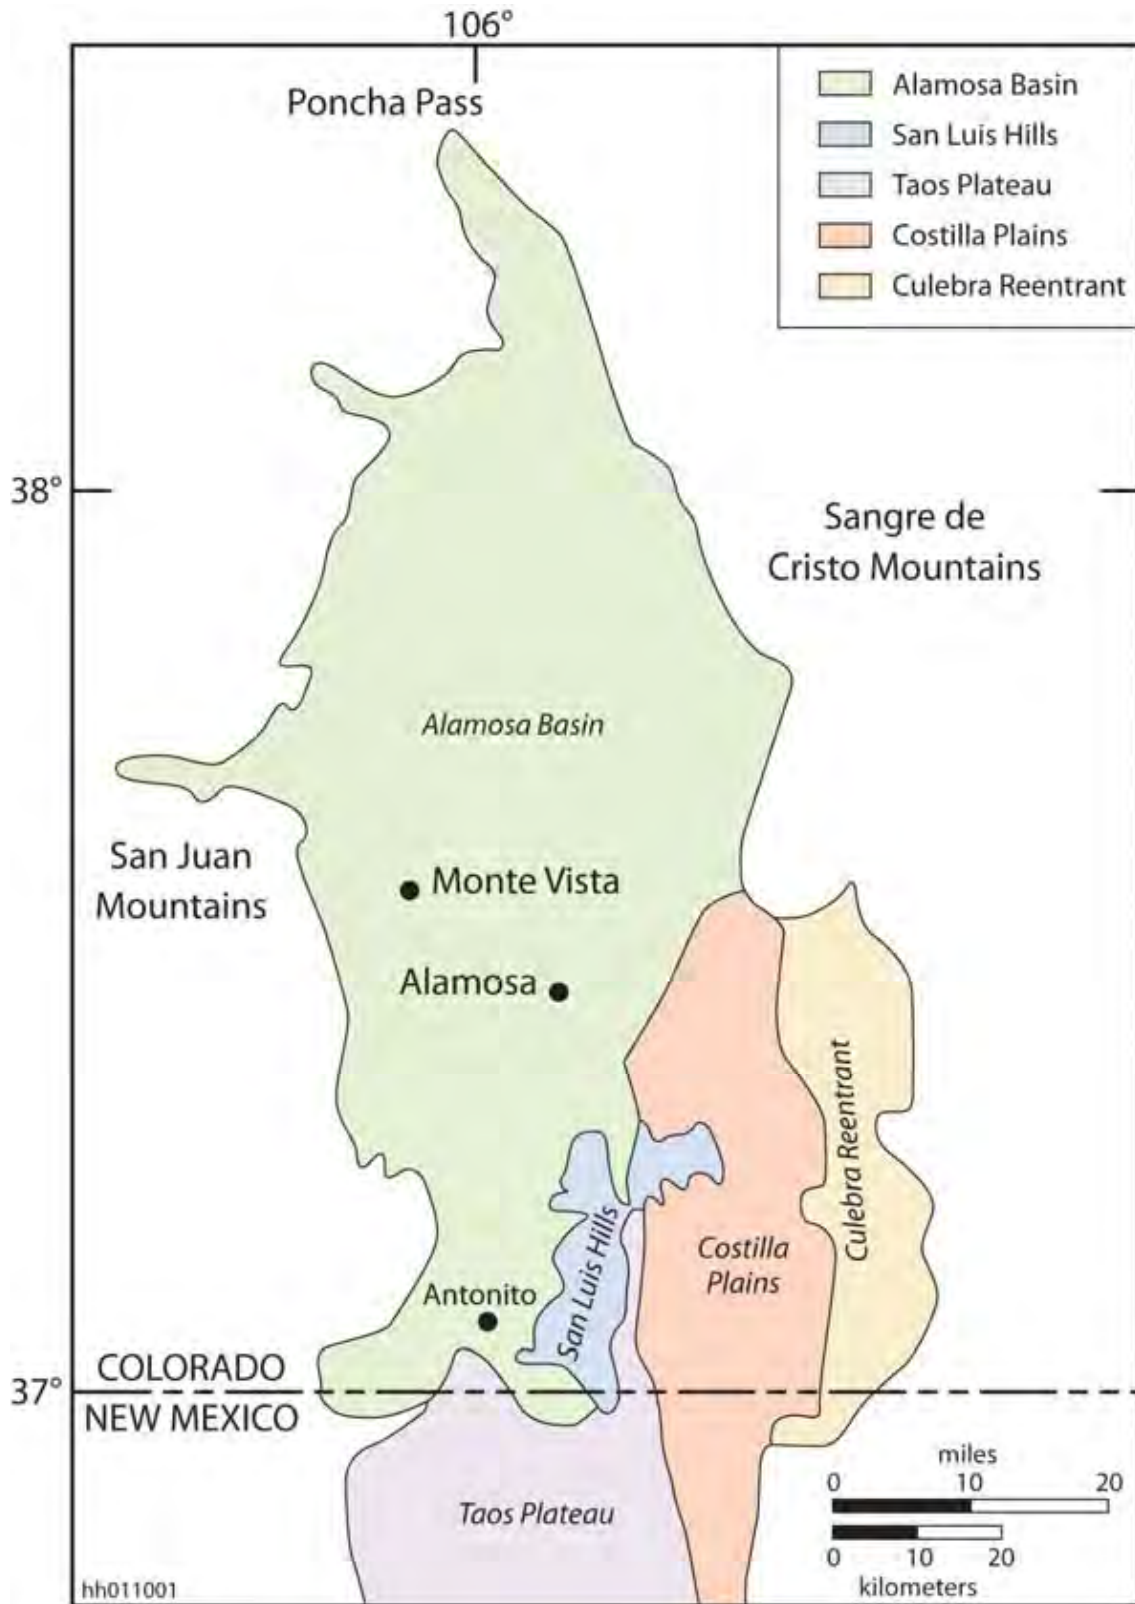 106°
Poncha Pass
Alamosa Basin
San Luis Hills
Taos Plateau
Costilla Plains
Culebra Reentrant
38°
Sangre de
Cristo Mountains
Alamosa Basin
San Juan
Mountains
Monte Vista
Alamosa
Culebra Reentrant
San Luis Hills
Costilla
Plains
Antonito
37°
COLORADO
NEW MEXICO
Taos Plateau
miles
0 10 20
0 10 20
kilometers
hh011001